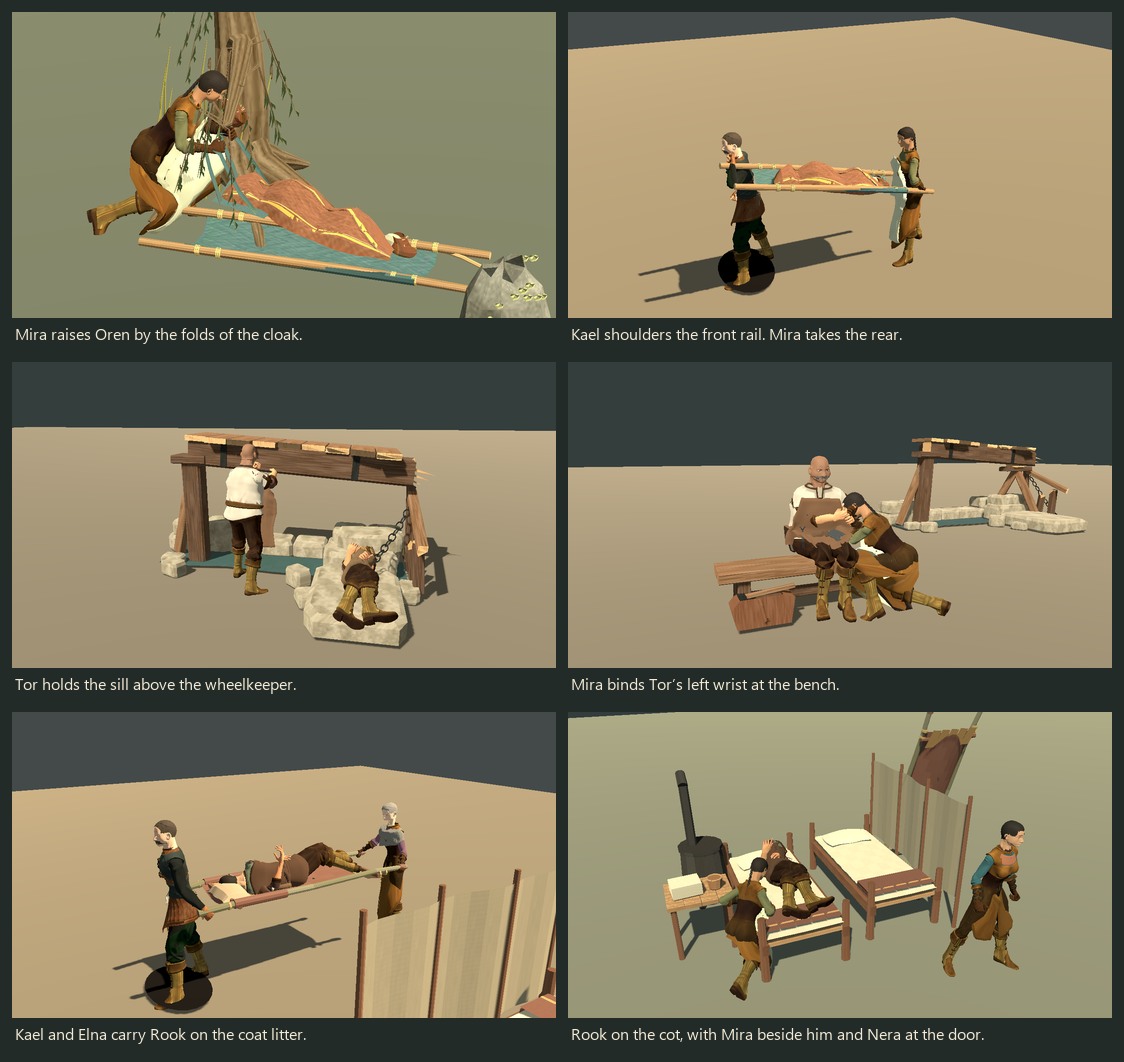 Mira raises Oren by the folds of the cloak.
Kael shoulders the front rail. Mira takes the rear.
Tor holds the sill above the wheelkeeper.
Mira binds Tor's left wrist at the bench.
Kael and Elna carry Rook on the coat litter.
Rook on the cot, with Mira beside him and Nera at the door.